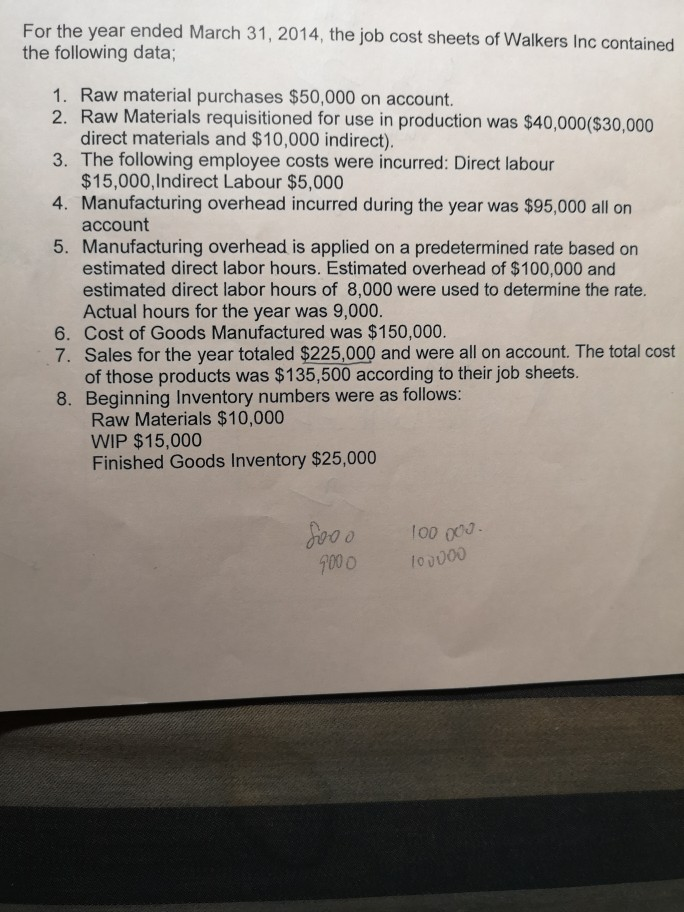 For the year ended March 31, 2014, the job cost sheets of Walkers Inc contained
the following data;
1. Raw material purchases $50,000 on account.
2. Raw Materials requisitioned for use in production was $40,000($30,000
direct materials and $10,000 indirect).
3. The following employee costs were incurred: Direct labour
$15,000,Indirect Labour $5,000
4. Manufacturing overhead incurred during the year was $95,000 all on
account
5. Manufacturing overhead is applied on a predetermined rate based on
estimated direct labor hours. Estimated overhead of $100,000 and
estimated direct labor hours of 8,000 were used to determine the rate.
Actual hours for the year was 9,000.
6. Cost of Goods Manufactured was $150,000.
7. Sales for the year totaled $225,000 and were all on account. The total cost
of those products was $135,500 according to their job sheets.
8. Beginning Inventory numbers were as follows:
Raw Materials $10,000
WIP $15,000
Finished Goods Inventory $25,000
8000 100 000.
9000 100000